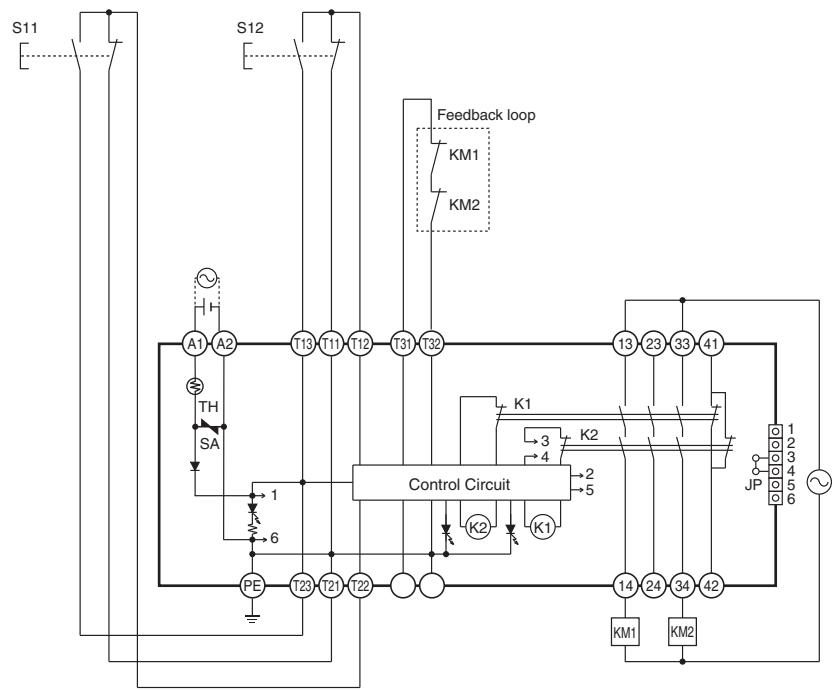 S11
S12
Feedback loop
KM1
KM2
A1 A2 T13 T11 T12 T31 T32 13 23 33 41
TH
SA
K1
K2
3
4
1
2
3
4
5
6
JP
Control Circuit
2
5
1
6
K2
K1
PE T23 T21 T22 14 24 34 42
KM1
KM2